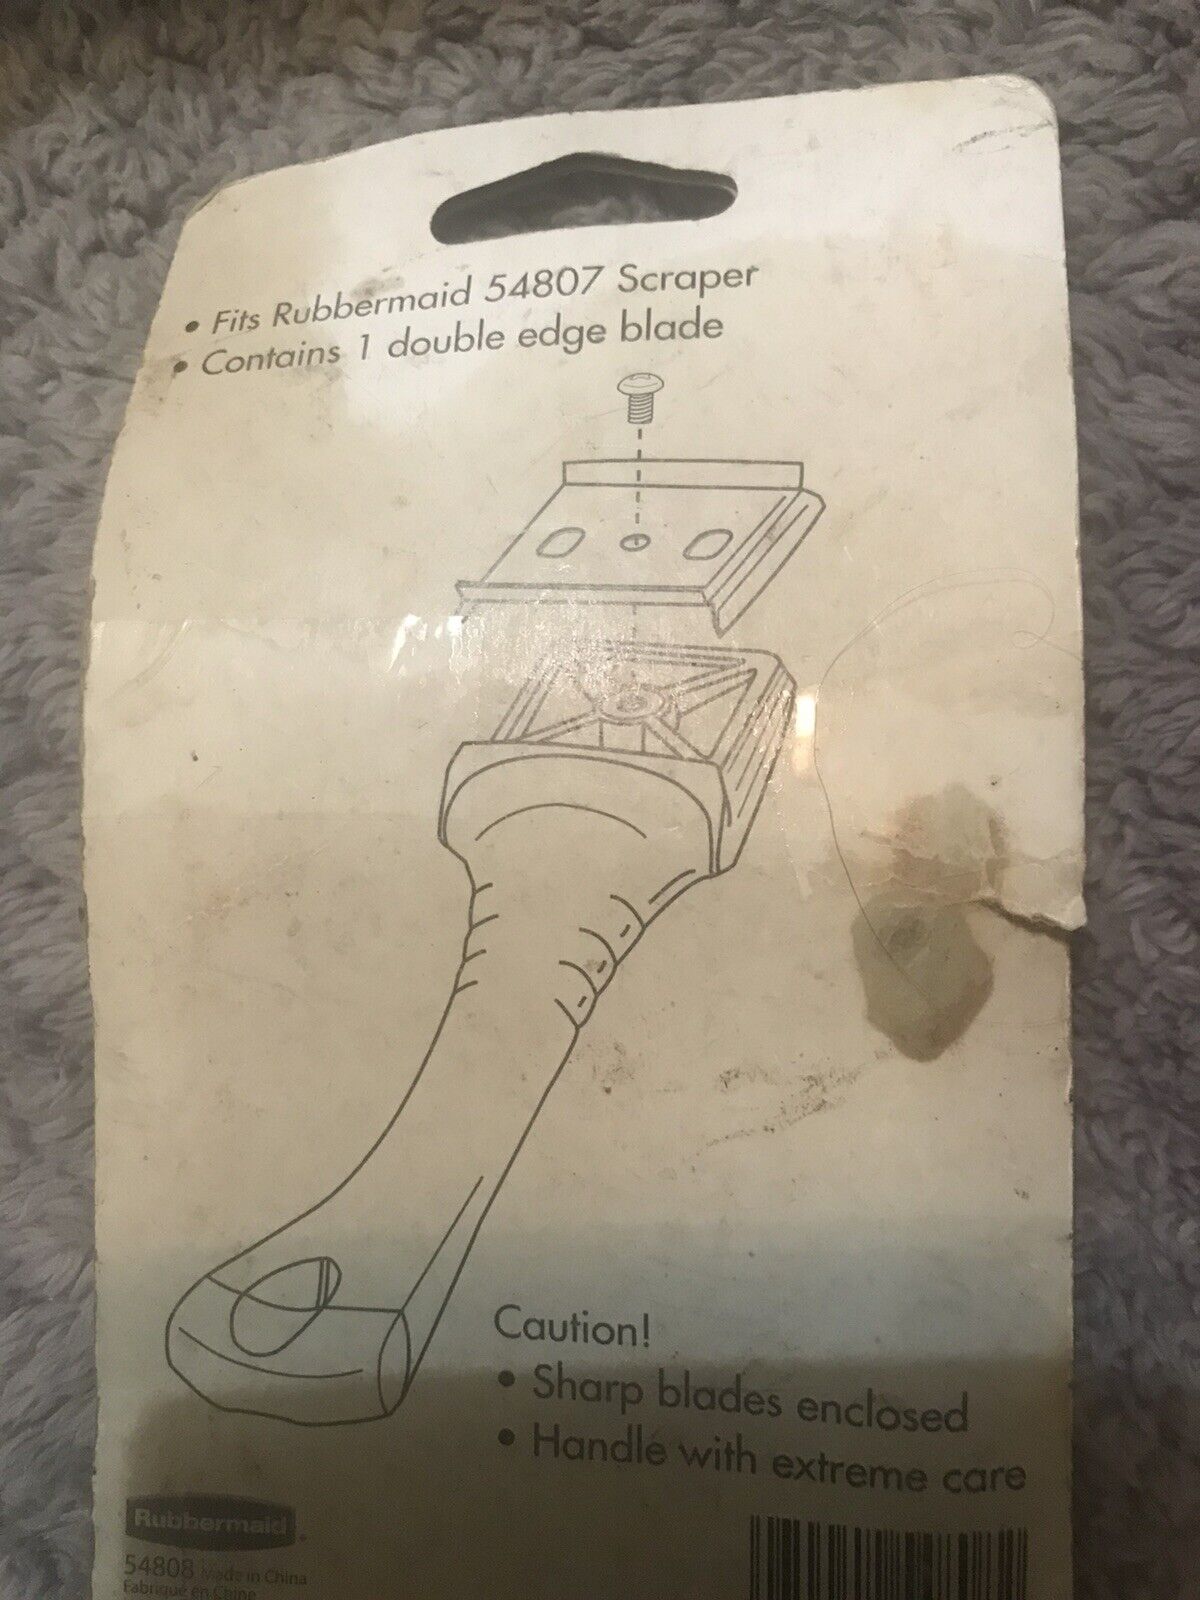 • Fits Rubbermaid 54807 Scraper
• Contains 1 double edge blade
Caution!
• Sharp blades enclosed
• Handle with extreme care
Rubbermaid
54808 Made in China
Fabriqué en Chine